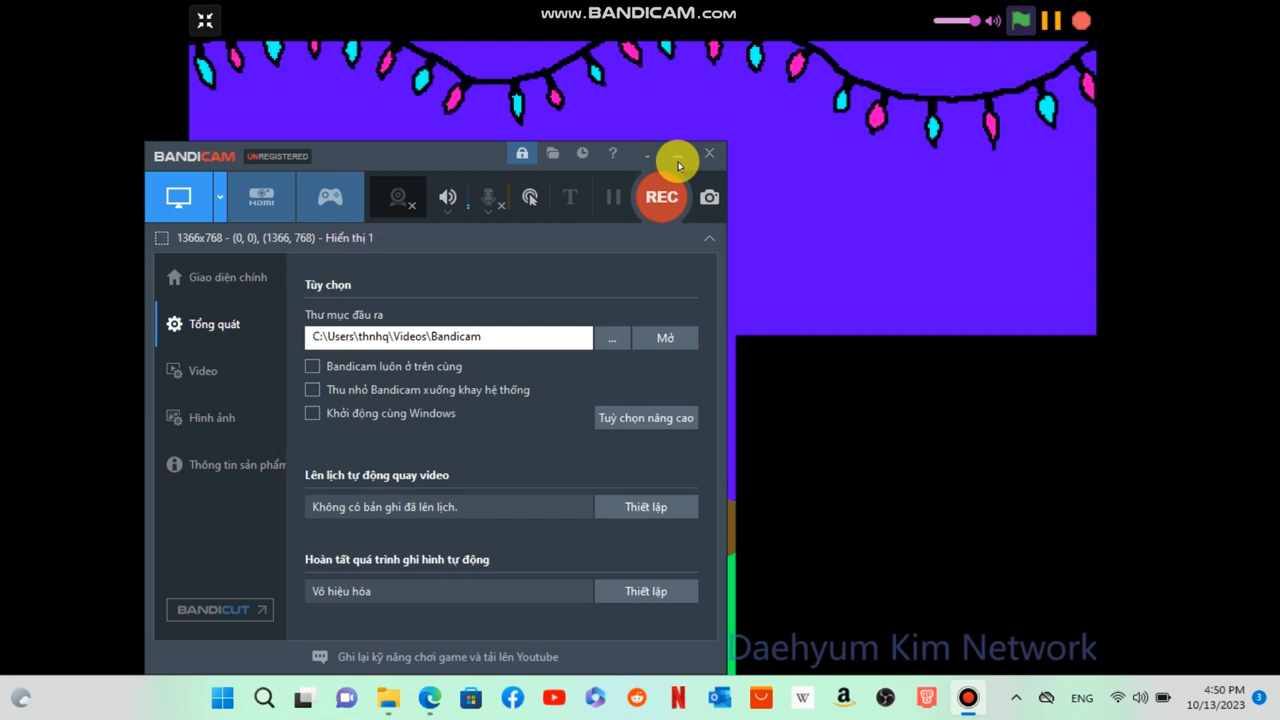 www.BANDICAM.com
BANDICAM UNREGISTERED
HDMI
T
REC
1366x768 - (0, 0), (1366, 768) - Hiển thị 1
Giao diện chính
Tổng quát
Video
Hình ảnh
Thông tin sản phẩm
BANDICUT
Tùy chọn
Thư mục đầu ra
C:\Users\thnhq\Videos\Bandicam
...
Mở
Bandicam luôn ở trên cùng
Thu nhỏ Bandicam xuống khay hệ thống
Khởi động cùng Windows
Tuỳ chọn nâng cao
Lên lịch tự động quay video
Không có bản ghi đã lên lịch.
Thiết lập
Hoàn tất quá trình ghi hình tự động
Vô hiệu hóa
Thiết lập
Ghi lại kỹ năng chơi game và tải lên Youtube
Daehyum Kim Network
ENG
4:50 PM
10/13/2023
3